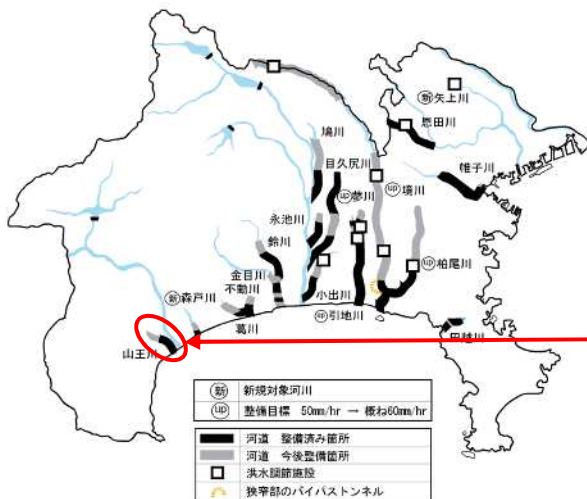 新 矢上川
恩田川
鳩川
目久尻川
帷子川
up 蓼川
up 境川
永池川
鈴川
up 柏尾川
金目川
不動川
新 森戸川
小出川
葛川
up 引地川
田越川
山王川
新 新規対象河川
up 整備目標 50mm/hr → 概ね60mm/hr
河道 整備済み箇所
河道 今後整備箇所
洪水調節施設
狭窄部のバイパストンネル